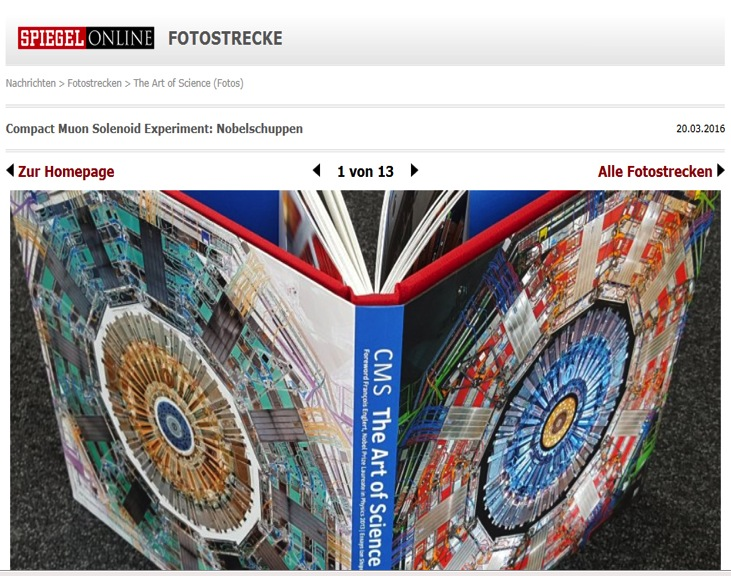 SPIEGEL ONLINE FOTOSTRECKE
Nachrichten > Fotostrecken > The Art of Science (Fotos)
Compact Muon Solenoid Experiment: Nobelschuppen 20.03.2016
Zur Homepage 1 von 13 Alle Fotostrecken
CMS The Art of Science
Foreword François Englert, Nobel Prize Laureate in Physics 2013 | Essays